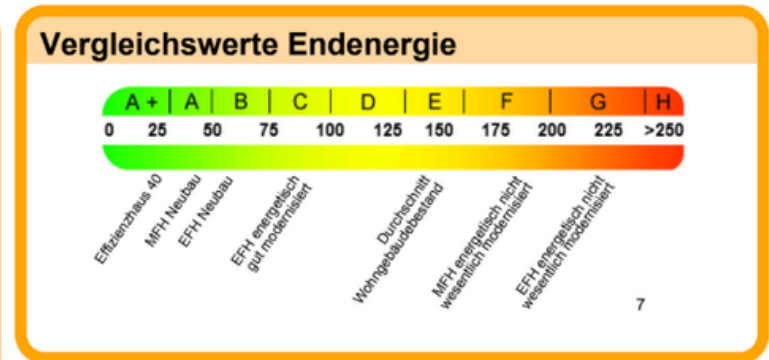 Vergleichswerte Endenergie
A + | A | B | C | D | E | F | G | H
0 25 50 75 100 125 150 175 200 225 >250
Effizienzhaus 40
MFH Neubau
EFH Neubau
EFH energetisch
gut modernisiert
Durchschnitt
Wohngebäudebestand
MFH energetisch nicht
wesentlich modernisiert
EFH energetisch nicht
wesentlich modernisiert
7